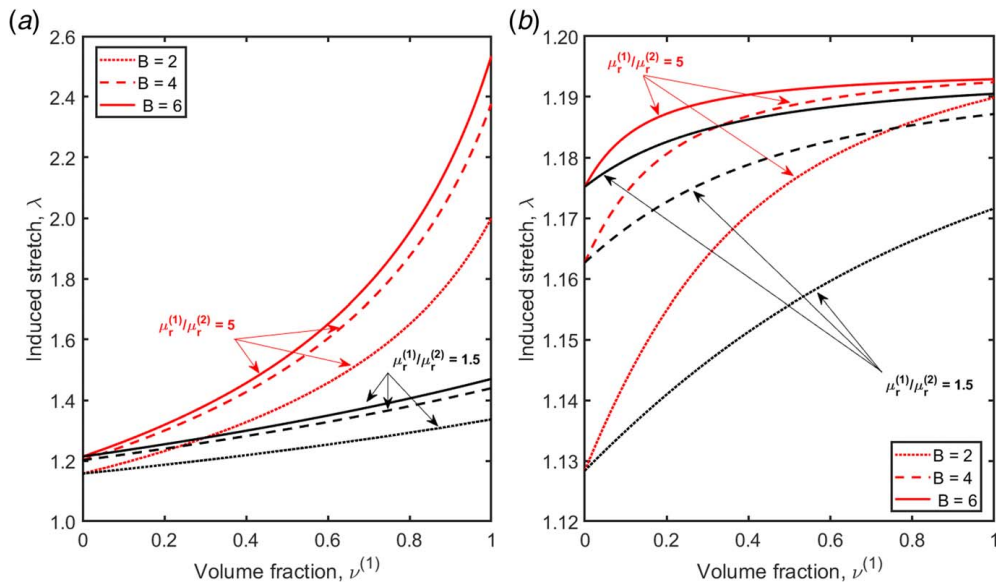 (a)
2.6
2.4
2.2
2.0
1.8
1.6
1.4
1.2
1.0
Induced stretch, λ
B = 2
B = 4
B = 6
μᵣ⁽¹⁾/μᵣ⁽²⁾ = 5
μᵣ⁽¹⁾/μᵣ⁽²⁾ = 1.5
0 0.2 0.4 0.6 0.8 1
Volume fraction, ν⁽¹⁾
(b)
1.20
1.19
1.18
1.17
1.16
1.15
1.14
1.13
1.12
Induced stretch, λ
μᵣ⁽¹⁾/μᵣ⁽²⁾ = 5
μᵣ⁽¹⁾/μᵣ⁽²⁾ = 1.5
B = 2
B = 4
B = 6
0 0.2 0.4 0.6 0.8 1
Volume fraction, ν⁽¹⁾